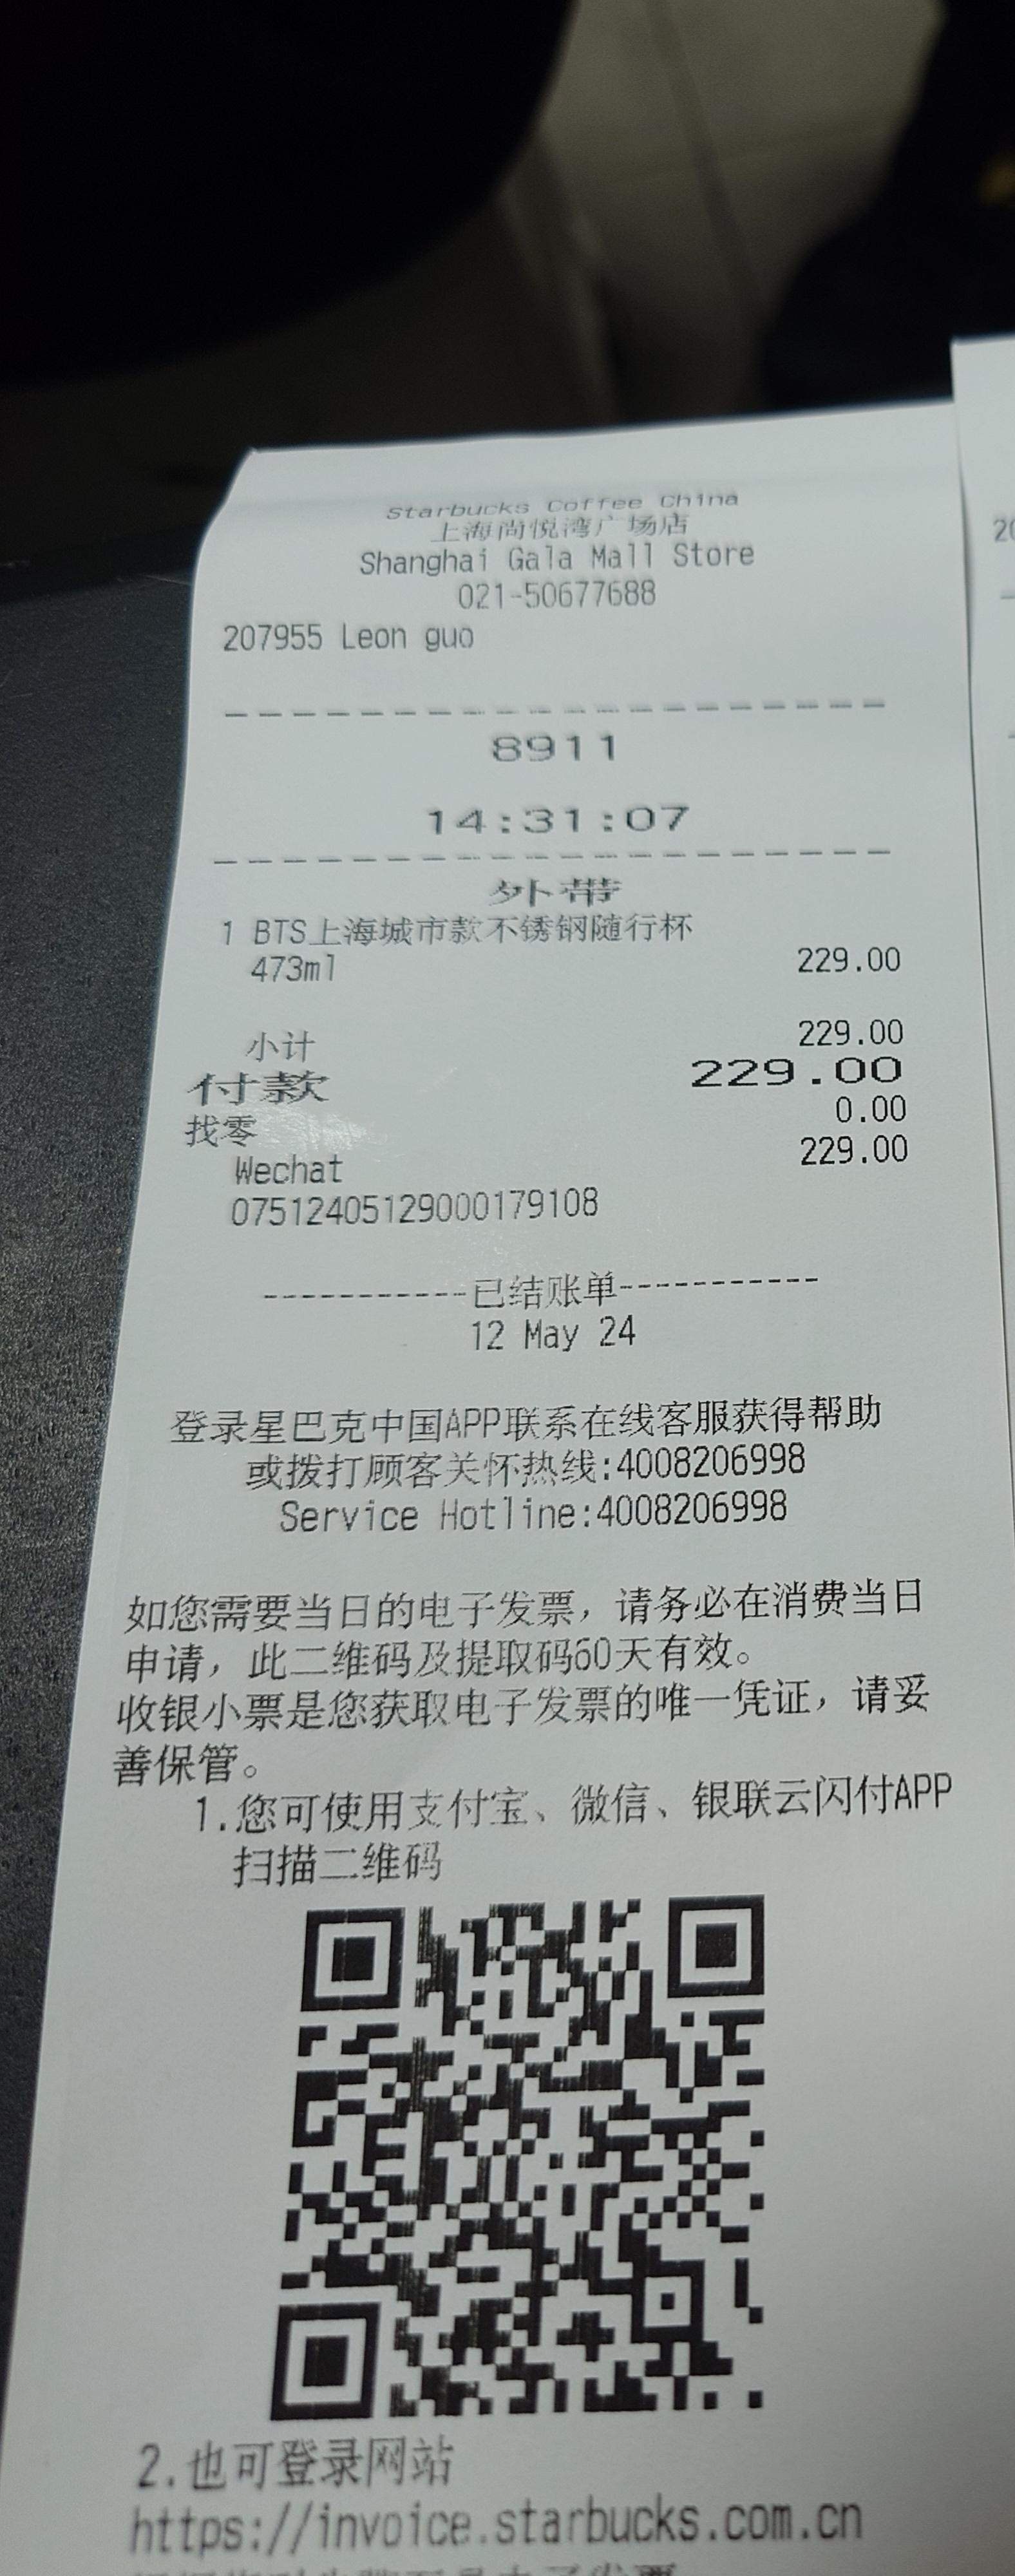 Starbucks Coffee China
上海尚悦湾广场店
Shanghai Gala Mall Store
021-50677688
207955 Leon guo
8911
14:31:07
外带
1 BTS上海城市款不锈钢随行杯
473ml 229.00
小计 229.00
付款 229.00
找零 0.00
Wechat 229.00
07512405129000179108
-----------已结账单-----------
12 May 24
登录星巴克中国APP联系在线客服获得帮助
或拨打顾客关怀热线:4008206998
Service Hotline:4008206998
如您需要当日的电子发票，请务必在消费当日
申请，此二维码及提取码60天有效。
收银小票是您获取电子发票的唯一凭证，请妥
善保管。
1.您可使用支付宝、微信、银联云闪付APP
扫描二维码
2.也可登录网站
https://invoice.starbucks.com.cn
20